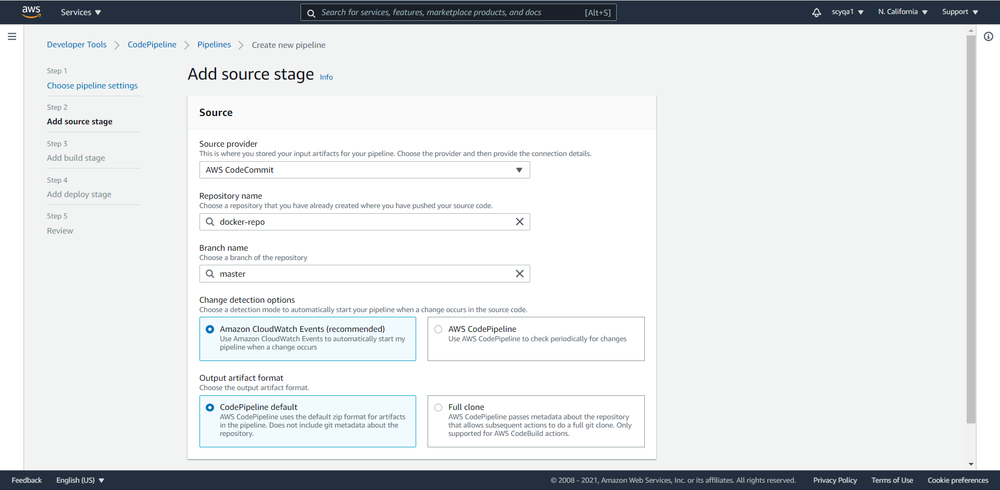 aws
Services
Search for services, features, marketplace products, and docs [Alt+S]
scyqa1
N. California
Support
Developer Tools
CodePipeline
Pipelines
Create new pipeline
Step 1
Choose pipeline settings
Step 2
Add source stage
Step 3
Add build stage
Step 4
Add deploy stage
Step 5
Review
Add source stage Info
Source
Source provider
This is where you stored your input artifacts for your pipeline. Choose the provider and then provide the connection details.
AWS CodeCommit
Repository name
Choose a repository that you have already created where you have pushed your source code.
docker-repo
Branch name
Choose a branch of the repository
master
Change detection options
Choose a detection mode to automatically start your pipeline when a change occurs in the source code.
Amazon CloudWatch Events (recommended)
Use Amazon CloudWatch Events to automatically start my
pipeline when a change occurs
AWS CodePipeline
Use AWS CodePipeline to check periodically for changes
Output artifact format
Choose the output artifact format.
CodePipeline default
AWS CodePipeline uses the default zip format for artifacts
in the pipeline. Does not include git metadata about the
repository.
Full clone
AWS CodePipeline passes metadata about the repository
that allows subsequent actions to do a full git clone. Only
supported for AWS CodeBuild actions.
Feedback
English (US)
© 2008 - 2021, Amazon Web Services, Inc. or its affiliates. All rights reserved.
Privacy Policy
Terms of Use
Cookie preferences